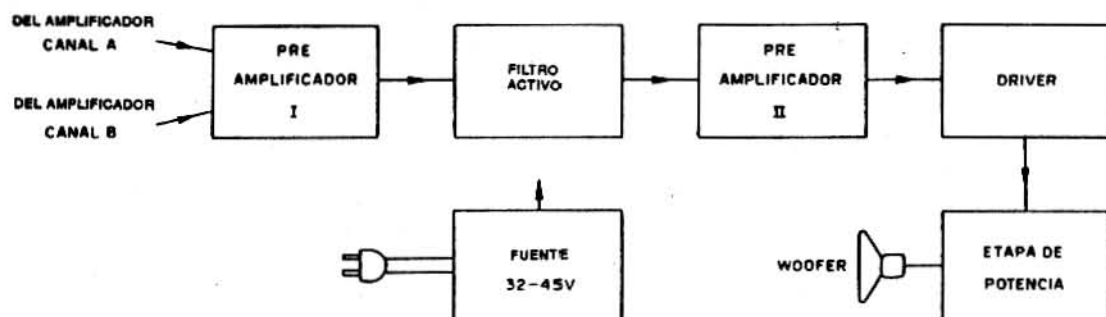 DEL AMPLIFICADOR
CANAL A
DEL AMPLIFICADOR
CANAL B
PRE
AMPLIFICADOR
I
FILTRO
ACTIVO
PRE
AMPLIFICADOR
II
DRIVER
FUENTE
32-45V
WOOFER
ETAPA DE
POTENCIA